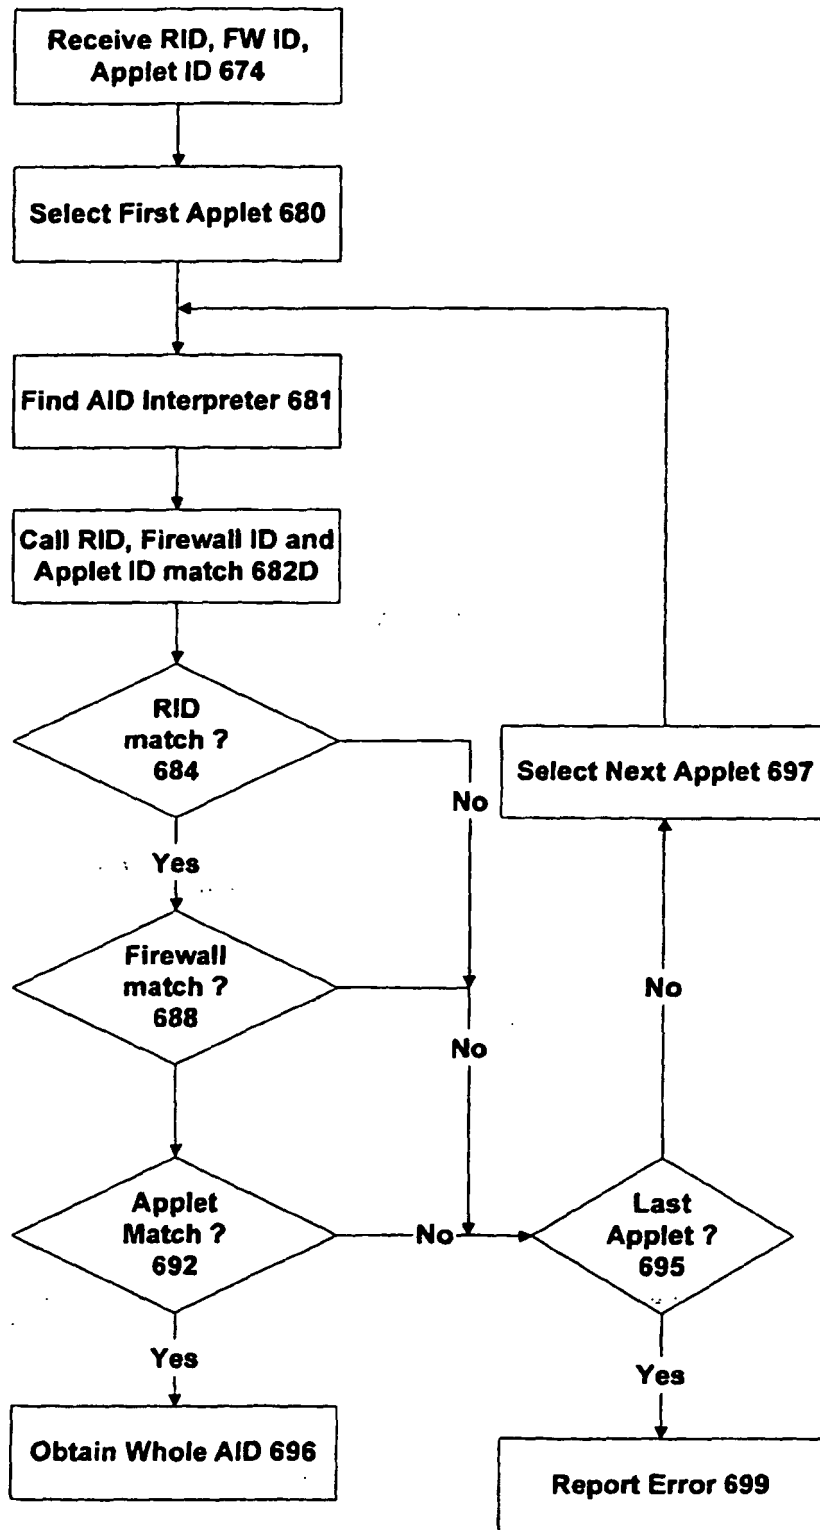 Receive RID, FW ID,
Applet ID 674
Select First Applet 680
Find AID Interpreter 681
Call RID, Firewall ID and
Applet ID match 682D
RID
match ?
684
No
Select Next Applet 697
Yes
Firewall
match ?
688
No
No
Applet
Match ?
692
No
Last
Applet ?
695
Yes
Yes
Obtain Whole AID 696
Report Error 699